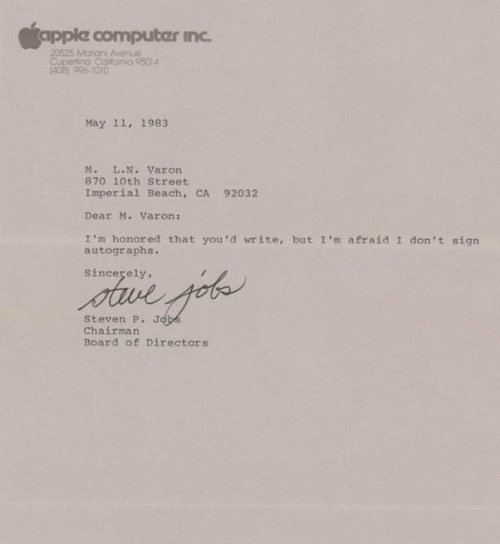 apple computer inc.
20525 Mariani Avenue
Cupertino, California 95014
(408) 996-1010
May 11, 1983
M. L.N. Varon
870 10th Street
Imperial Beach, CA 92032
Dear M. Varon:
I'm honored that you'd write, but I'm afraid I don't sign
autographs.
Sincerely,
steve jobs
Steven P. Jobs
Chairman
Board of Directors